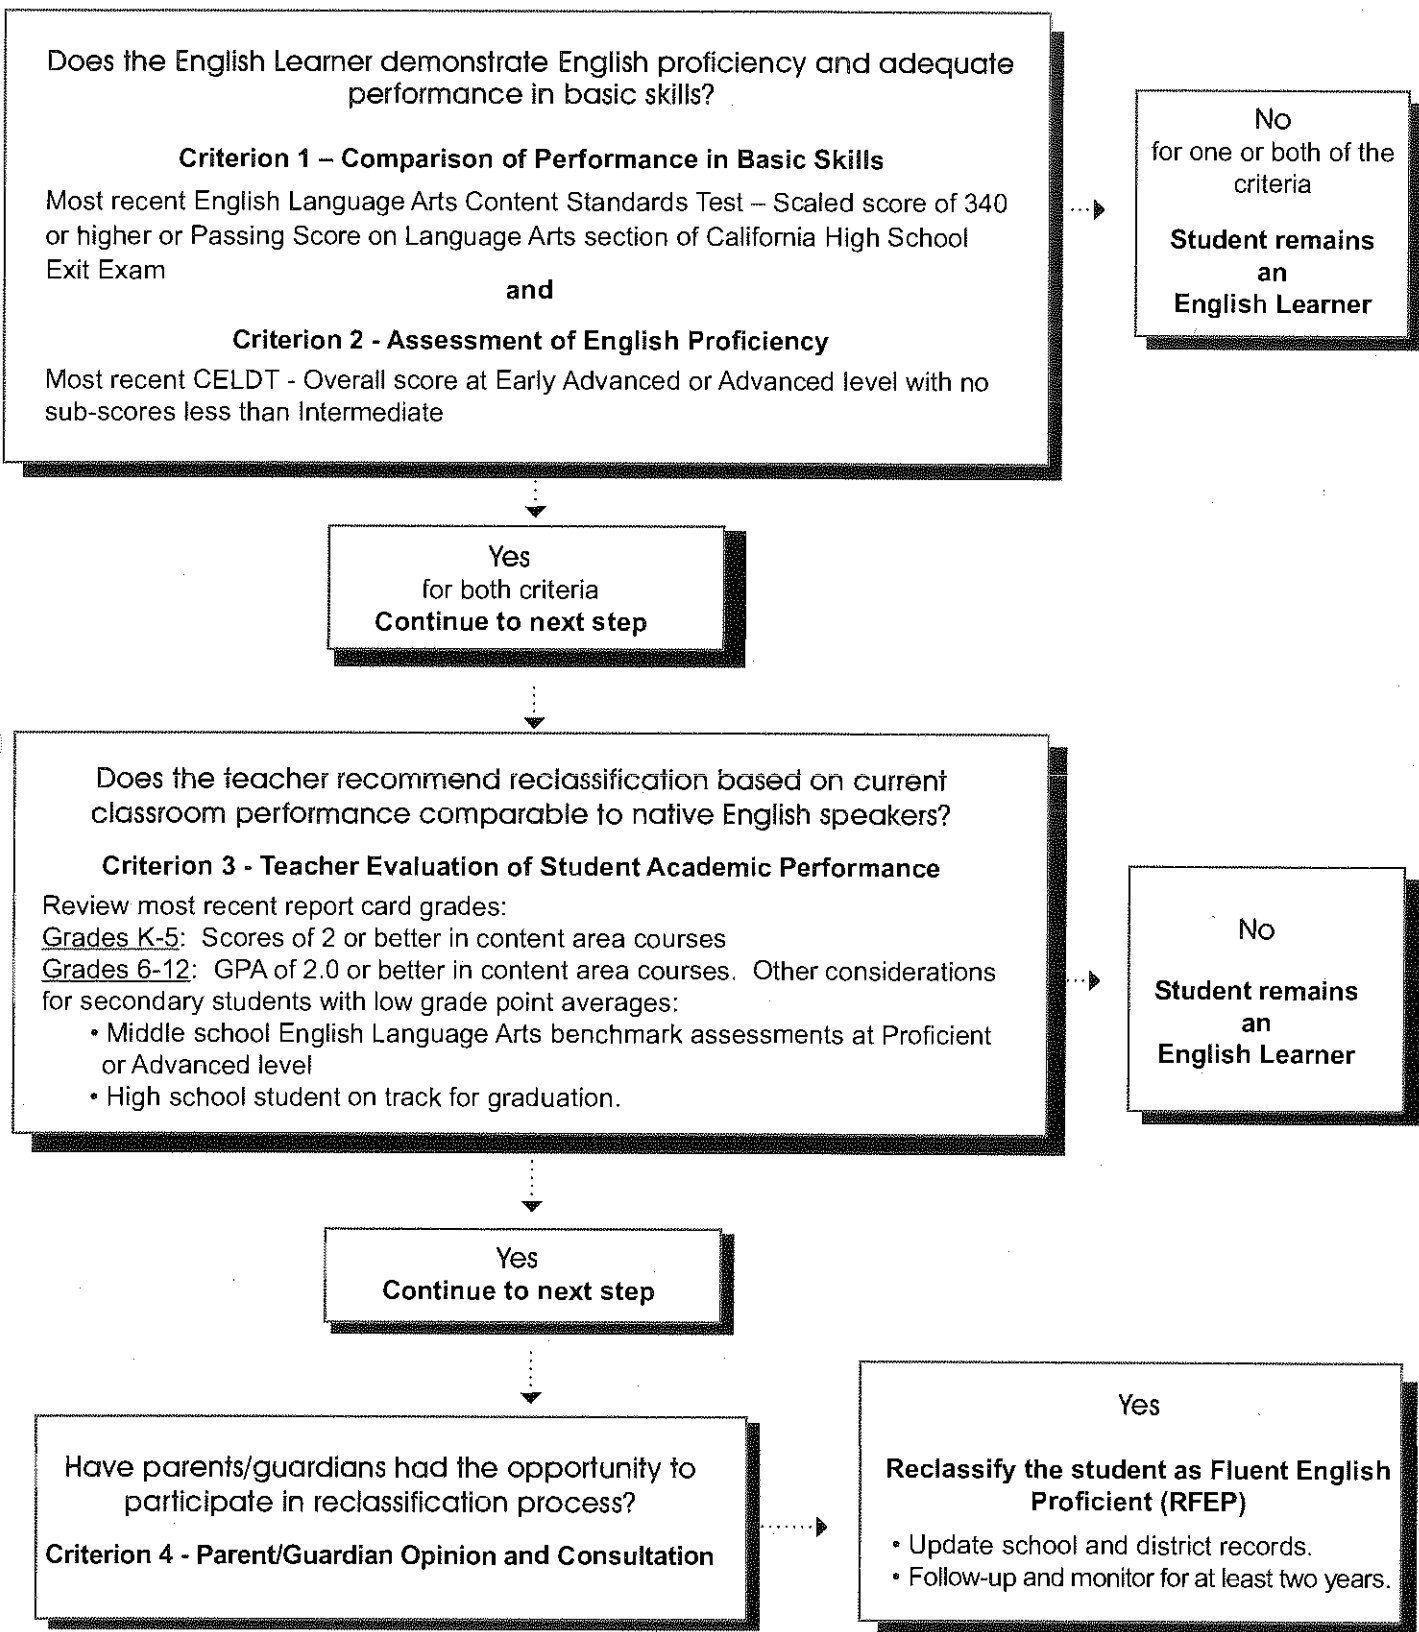 Does the English Learner demonstrate English proficiency and adequate
performance in basic skills?
Criterion 1 – Comparison of Performance in Basic Skills
Most recent English Language Arts Content Standards Test – Scaled score of 340
or higher or Passing Score on Language Arts section of California High School
Exit Exam
and
Criterion 2 - Assessment of English Proficiency
Most recent CELDT - Overall score at Early Advanced or Advanced level with no
sub-scores less than Intermediate
No
for one or both of the
criteria
Student remains
an
English Learner
Yes
for both criteria
Continue to next step
Does the teacher recommend reclassification based on current
classroom performance comparable to native English speakers?
Criterion 3 - Teacher Evaluation of Student Academic Performance
Review most recent report card grades:
Grades K-5: Scores of 2 or better in content area courses
Grades 6-12: GPA of 2.0 or better in content area courses. Other considerations
for secondary students with low grade point averages:
• Middle school English Language Arts benchmark assessments at Proficient
or Advanced level
• High school student on track for graduation.
No
Student remains
an
English Learner
Yes
Continue to next step
Have parents/guardians had the opportunity to
participate in reclassification process?
Criterion 4 - Parent/Guardian Opinion and Consultation
Yes
Reclassify the student as Fluent English
Proficient (RFEP)
• Update school and district records.
• Follow-up and monitor for at least two years.